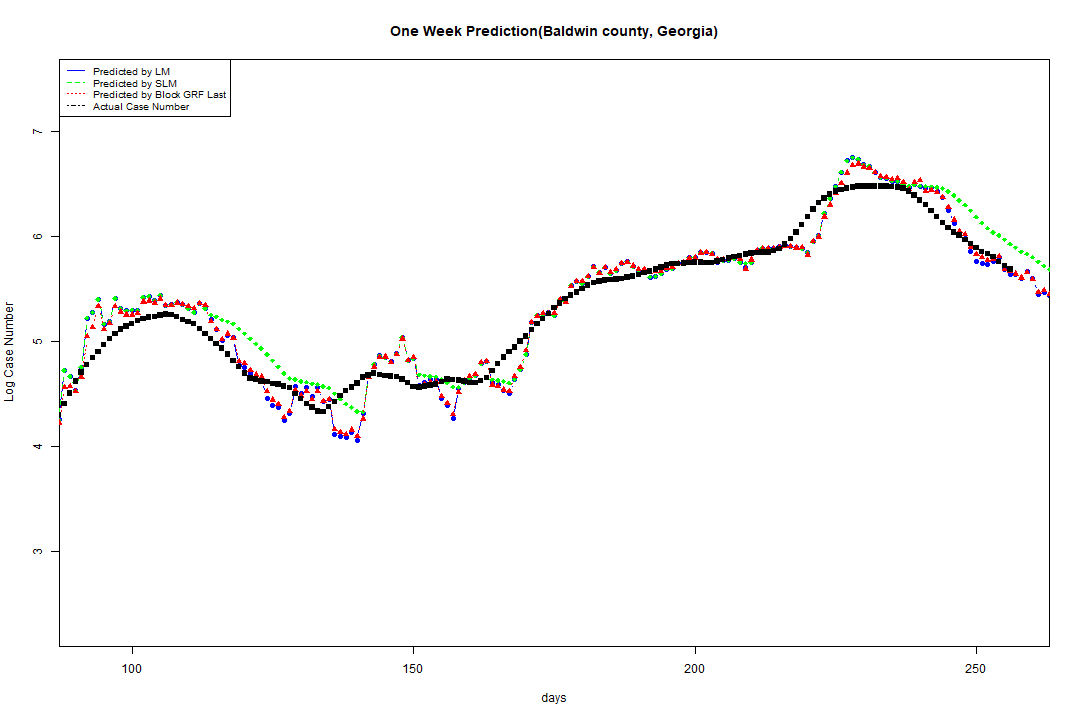 One Week Prediction(Baldwin county, Georgia)
Predicted by LM
Predicted by SLM
Predicted by Block GRF Last
Actual Case Number
7
6
5
4
3
Log Case Number
100 150 200 250
days